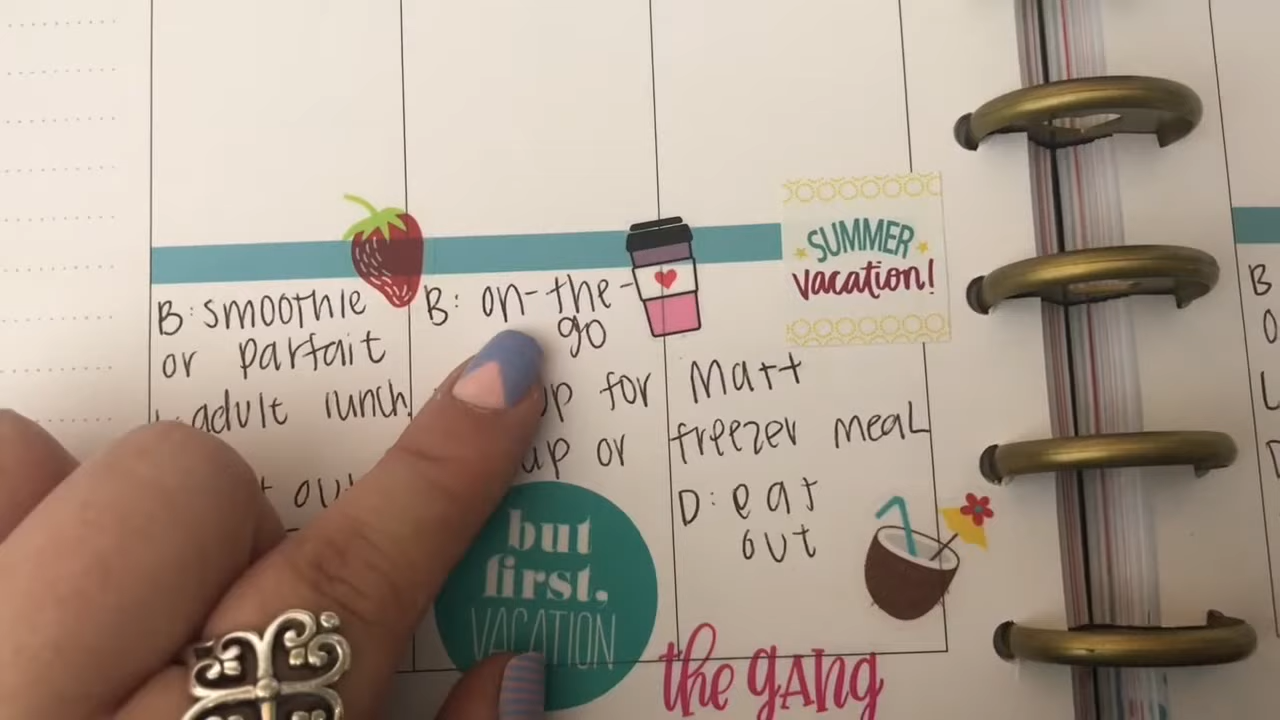 SUMMER
vacation!
B: smoothie
or parfait
adult lunch
B: on-the-
go
for Matt
or freezer meal
D: eat
out
but
first,
VACATION
the gANg
B